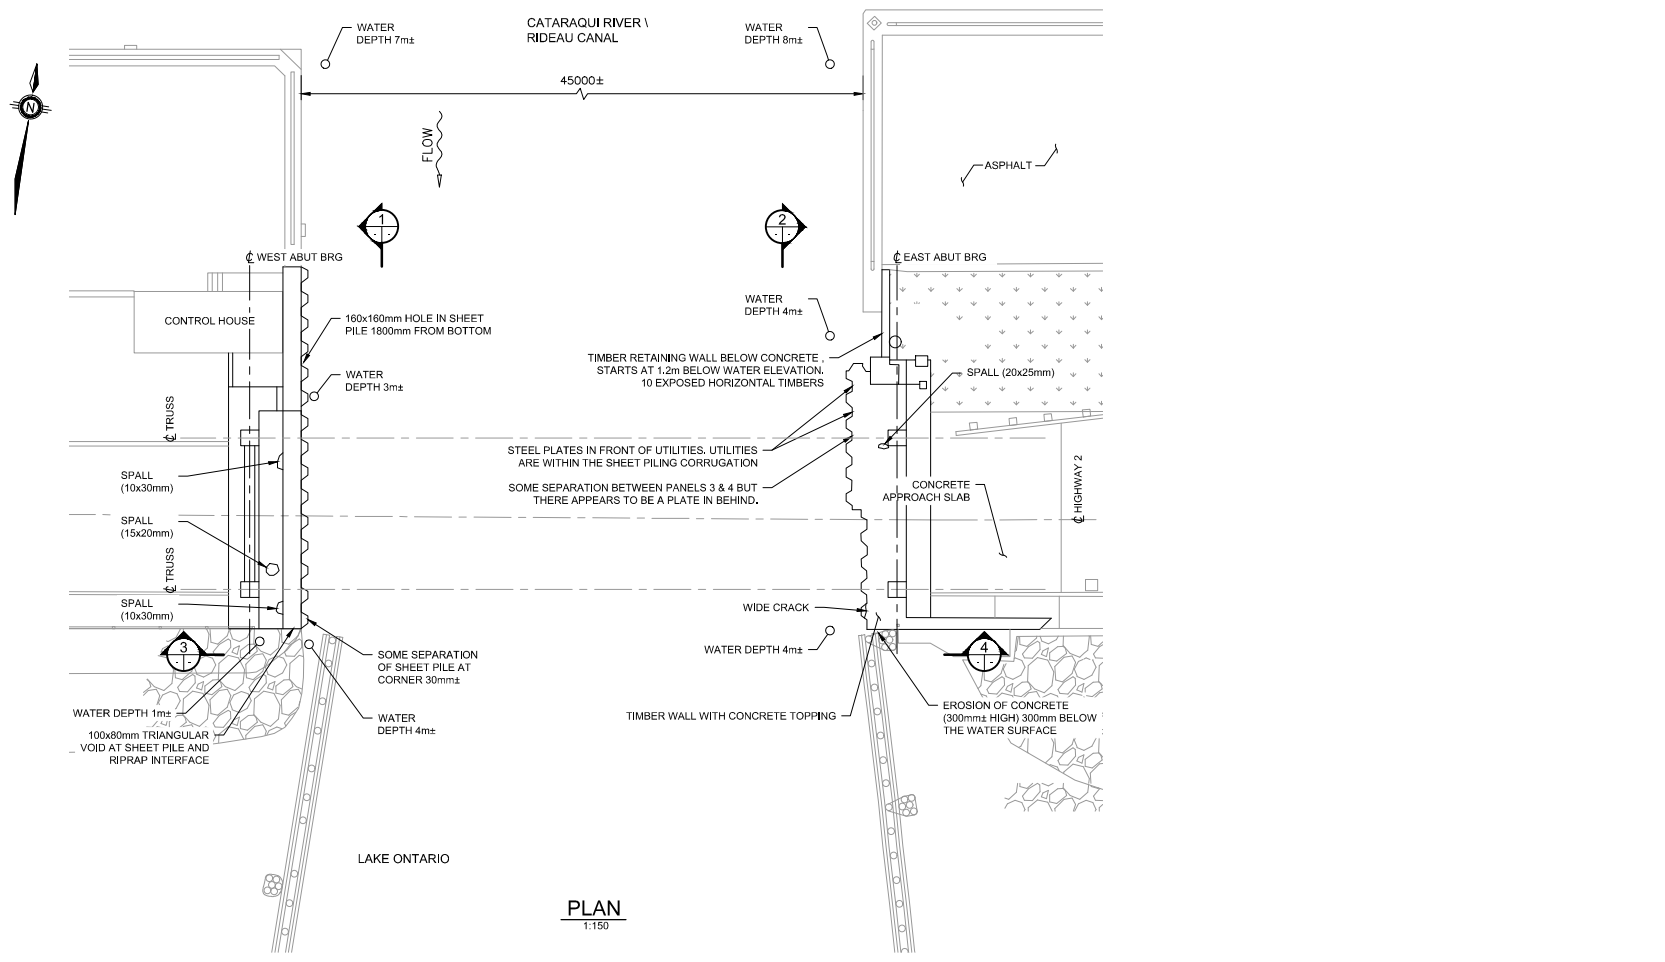 WATER
DEPTH 7m±
CATARAQUI RIVER \
RIDEAU CANAL
WATER
DEPTH 8m±
45000±
N
FLOW
ASPHALT
1
2
℄ WEST ABUT BRG
℄ EAST ABUT BRG
CONTROL HOUSE
160x160mm HOLE IN SHEET
PILE 1800mm FROM BOTTOM
WATER
DEPTH 4m±
WATER
DEPTH 3m±
TIMBER RETAINING WALL BELOW CONCRETE ,
STARTS AT 1.2m BELOW WATER ELEVATION.
10 EXPOSED HORIZONTAL TIMBERS
SPALL (20x25mm)
℄ TRUSS
STEEL PLATES IN FRONT OF UTILITIES. UTILITIES
ARE WITHIN THE SHEET PILING CORRUGATION
SPALL
(10x30mm)
SOME SEPARATION BETWEEN PANELS 3 & 4 BUT
THERE APPEARS TO BE A PLATE IN BEHIND.
CONCRETE
APPROACH SLAB
℄ HIGHWAY 2
SPALL
(15x20mm)
℄ TRUSS
SPALL
(10x30mm)
WIDE CRACK
3
4
WATER DEPTH 4m±
SOME SEPARATION
OF SHEET PILE AT
CORNER 30mm±
WATER DEPTH 1m±
WATER
DEPTH 4m±
TIMBER WALL WITH CONCRETE TOPPING
EROSION OF CONCRETE
(300mm± HIGH) 300mm BELOW
THE WATER SURFACE
100x80mm TRIANGULAR
VOID AT SHEET PILE AND
RIPRAP INTERFACE
LAKE ONTARIO
PLAN
1:150